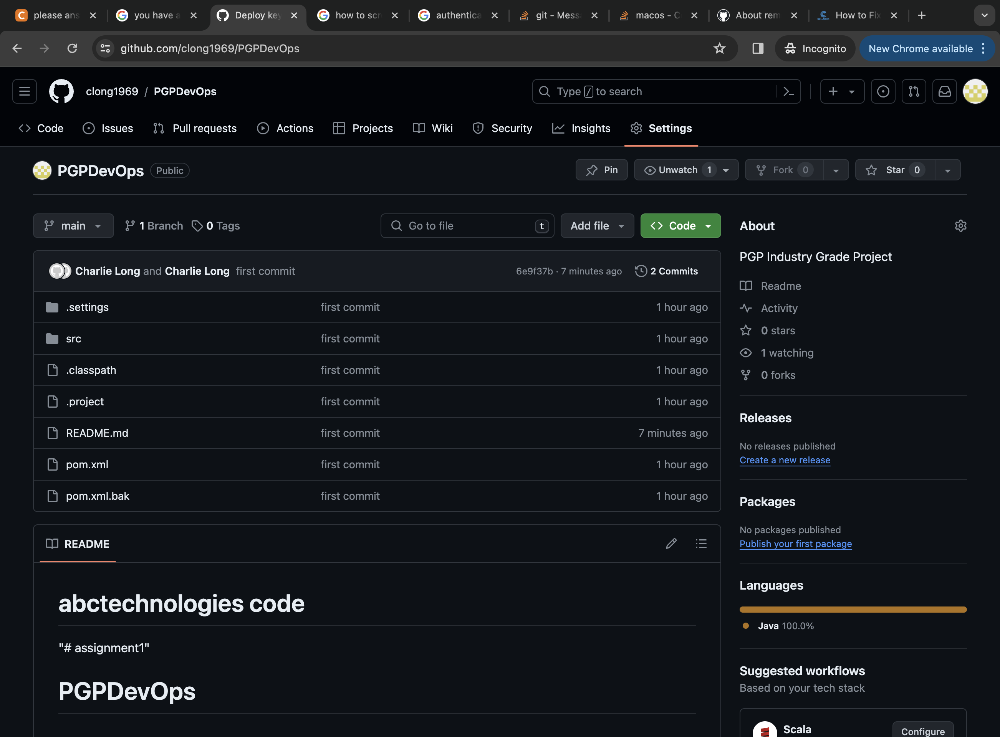 please ans
you have a
Deploy key
how to scr
authentica
git - Mess
macos - C
About rem
How to Fix
github.com/clong1969/PGPDevOps
Incognito
New Chrome available
clong1969 / PGPDevOps
Type / to search
Code
Issues
Pull requests
Actions
Projects
Wiki
Security
Insights
Settings
PGPDevOps Public
Pin
Unwatch 1
Fork 0
Star 0
main
1 Branch
0 Tags
Go to file t
Add file
Code
Charlie Long and Charlie Long first commit 6e9f37b · 7 minutes ago 2 Commits
.settings first commit 1 hour ago
src first commit 1 hour ago
.classpath first commit 1 hour ago
.project first commit 1 hour ago
README.md first commit 7 minutes ago
pom.xml first commit 1 hour ago
pom.xml.bak first commit 1 hour ago
README
abctechnologies code
"# assignment1"
PGPDevOps
About
PGP Industry Grade Project
Readme
Activity
0 stars
1 watching
0 forks
Releases
No releases published
Create a new release
Packages
No packages published
Publish your first package
Languages
Java 100.0%
Suggested workflows
Based on your tech stack
Scala
Configure